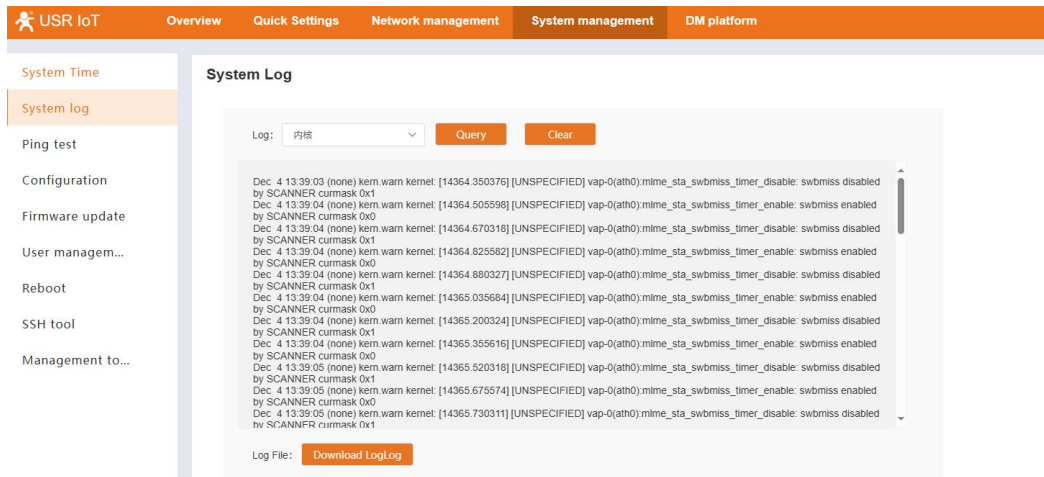 USR IoT
Overview
Quick Settings
Network management
System management
DM platform
System Time
System log
Ping test
Configuration
Firmware update
User managem...
Reboot
SSH tool
Management to...
System Log
Log: 内核
Query
Clear
Dec 4 13:39:03 (none) kern.warn kernel: [14364.350376] [UNSPECIFIED] vap-0(ath0):mlme_sta_swbmiss_timer_disable: swbmiss disabled
by SCANNER curmask 0x1
Dec 4 13:39:04 (none) kern.warn kernel: [14364.505598] [UNSPECIFIED] vap-0(ath0):mlme_sta_swbmiss_timer_enable: swbmiss enabled
by SCANNER curmask 0x0
Dec 4 13:39:04 (none) kern.warn kernel: [14364.670318] [UNSPECIFIED] vap-0(ath0):mlme_sta_swbmiss_timer_disable: swbmiss disabled
by SCANNER curmask 0x1
Dec 4 13:39:04 (none) kern.warn kernel: [14364.825582] [UNSPECIFIED] vap-0(ath0):mlme_sta_swbmiss_timer_enable: swbmiss enabled
by SCANNER curmask 0x0
Dec 4 13:39:04 (none) kern.warn kernel: [14364.880327] [UNSPECIFIED] vap-0(ath0):mlme_sta_swbmiss_timer_disable: swbmiss disabled
by SCANNER curmask 0x1
Dec 4 13:39:04 (none) kern.warn kernel: [14365.035684] [UNSPECIFIED] vap-0(ath0):mlme_sta_swbmiss_timer_enable: swbmiss enabled
by SCANNER curmask 0x0
Dec 4 13:39:04 (none) kern.warn kernel: [14365.200324] [UNSPECIFIED] vap-0(ath0):mlme_sta_swbmiss_timer_disable: swbmiss disabled
by SCANNER curmask 0x1
Dec 4 13:39:04 (none) kern.warn kernel: [14365.355616] [UNSPECIFIED] vap-0(ath0):mlme_sta_swbmiss_timer_enable: swbmiss enabled
by SCANNER curmask 0x0
Dec 4 13:39:05 (none) kern.warn kernel: [14365.520318] [UNSPECIFIED] vap-0(ath0):mlme_sta_swbmiss_timer_disable: swbmiss disabled
by SCANNER curmask 0x1
Dec 4 13:39:05 (none) kern.warn kernel: [14365.675574] [UNSPECIFIED] vap-0(ath0):mlme_sta_swbmiss_timer_enable: swbmiss enabled
by SCANNER curmask 0x0
Dec 4 13:39:05 (none) kern.warn kernel: [14365.730311] [UNSPECIFIED] vap-0(ath0):mlme_sta_swbmiss_timer_disable: swbmiss disabled
by SCANNER curmask 0x1
Log File:
Download LogLog